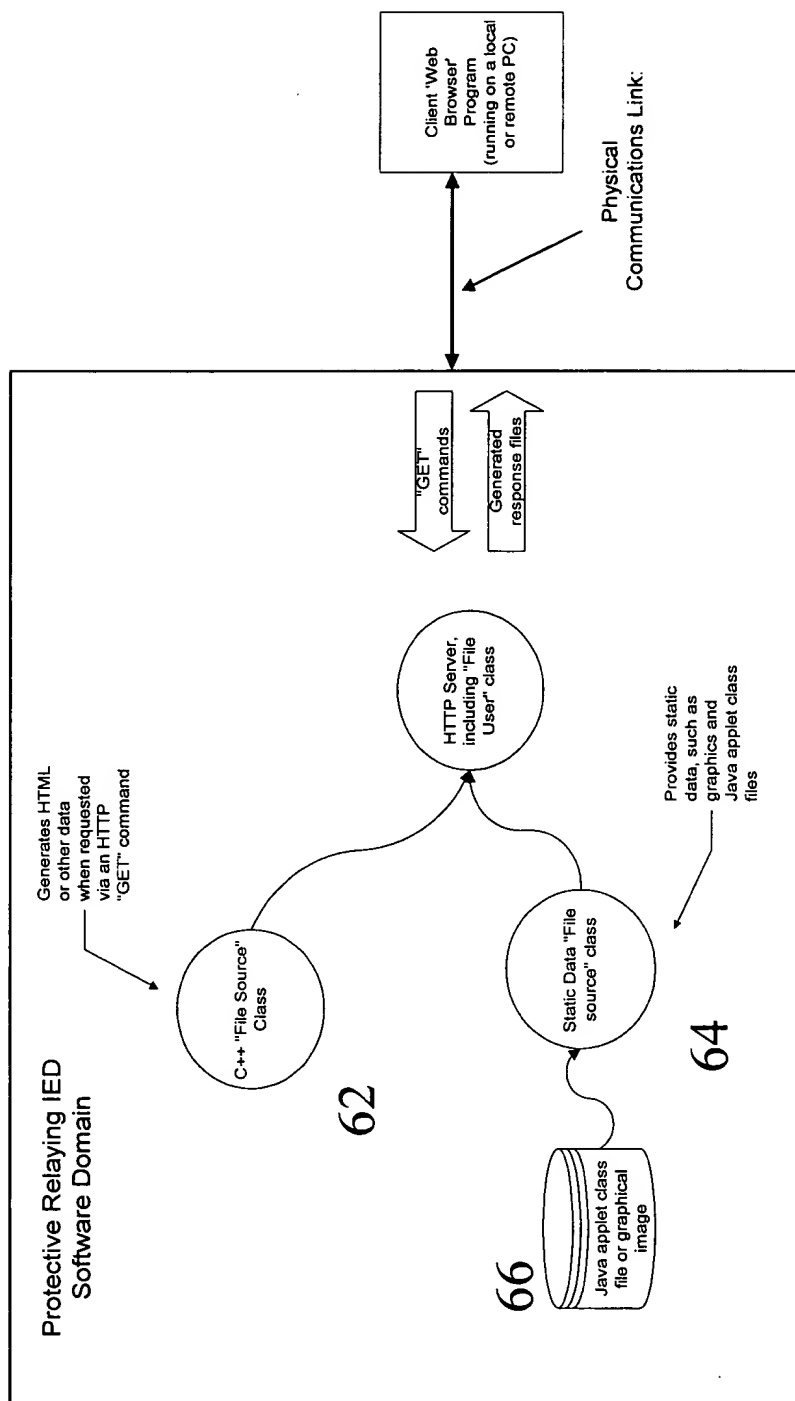 Protective Relaying IED
Software Domain
Generates HTML
or other data
when requested
via an HTTP
"GET" command
C++ "File Source"
Class
62
66
Java applet class
file or graphical
image
Static Data "File
source" class
64
Provides static
data, such as
graphics and
Java applet class
files
HTTP Server,
including "File
User" class
"GET"
commands
Generated
response files
Client 'Web
Browser'
Program
(running on a local
or remote PC)
Physical
Communications Link: